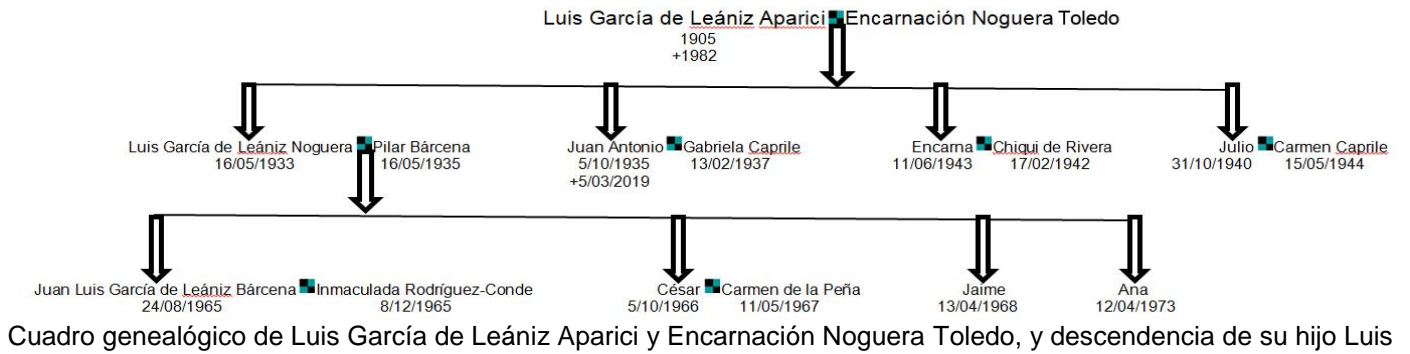 Luis García de Leániz Aparici Encarnación Noguera Toledo
1905
+1982
Luis García de Leániz Noguera Pilar Bárcena Juan Antonio Gabriela Caprile Encarna Chiqui de Rivera Julio Carmen Caprile
16/05/1933 16/05/1935 5/10/1935 13/02/1937 11/06/1943 17/02/1942 31/10/1940 15/05/1944
+5/03/2019
Juan Luis García de Leániz Bárcena Inmaculada Rodríguez-Conde César Carmen de la Peña Jaime Ana
24/08/1965 8/12/1965 5/10/1966 11/05/1967 13/04/1968 12/04/1973
Cuadro genealógico de Luis García de Leániz Aparici y Encarnación Noguera Toledo, y descendencia de su hijo Luis